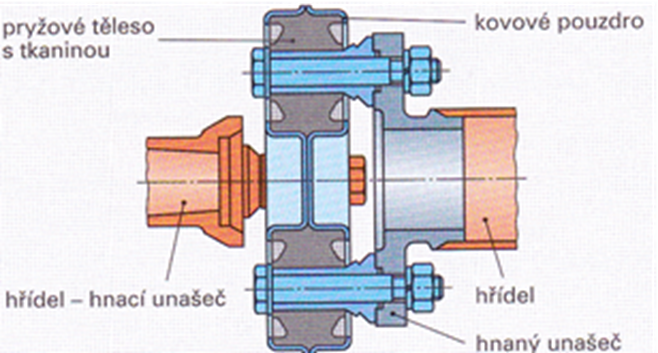 pryžové těleso
s tkaninou
kovové pouzdro
hřídel – hnací unašeč
hřídel
hnaný unašeč